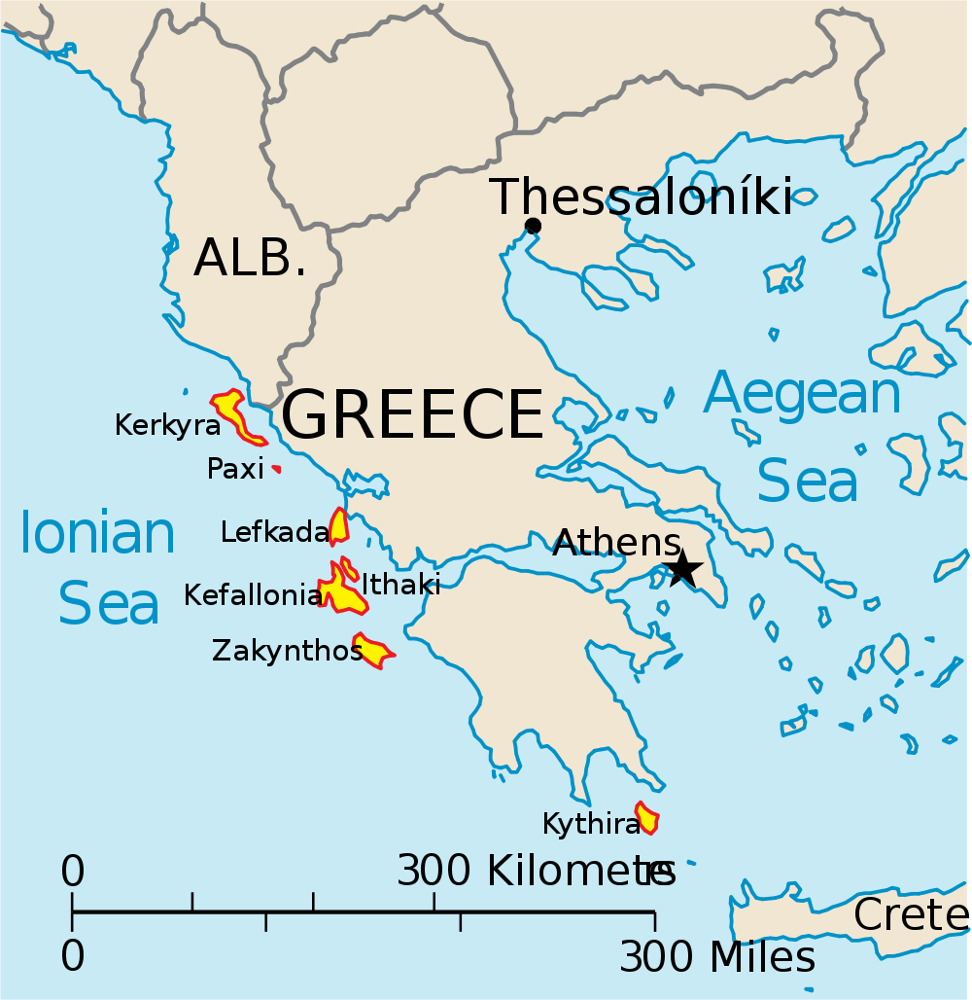 Thessaloníki
ALB.
Aegean
Sea
GREECE
Kerkyra
Paxi
Ionian
Sea
Lefkada
Athens
Ithaki
Kefallonia
Zakynthos
Kythira
0
300 Kilometers
0
300 Miles
Crete